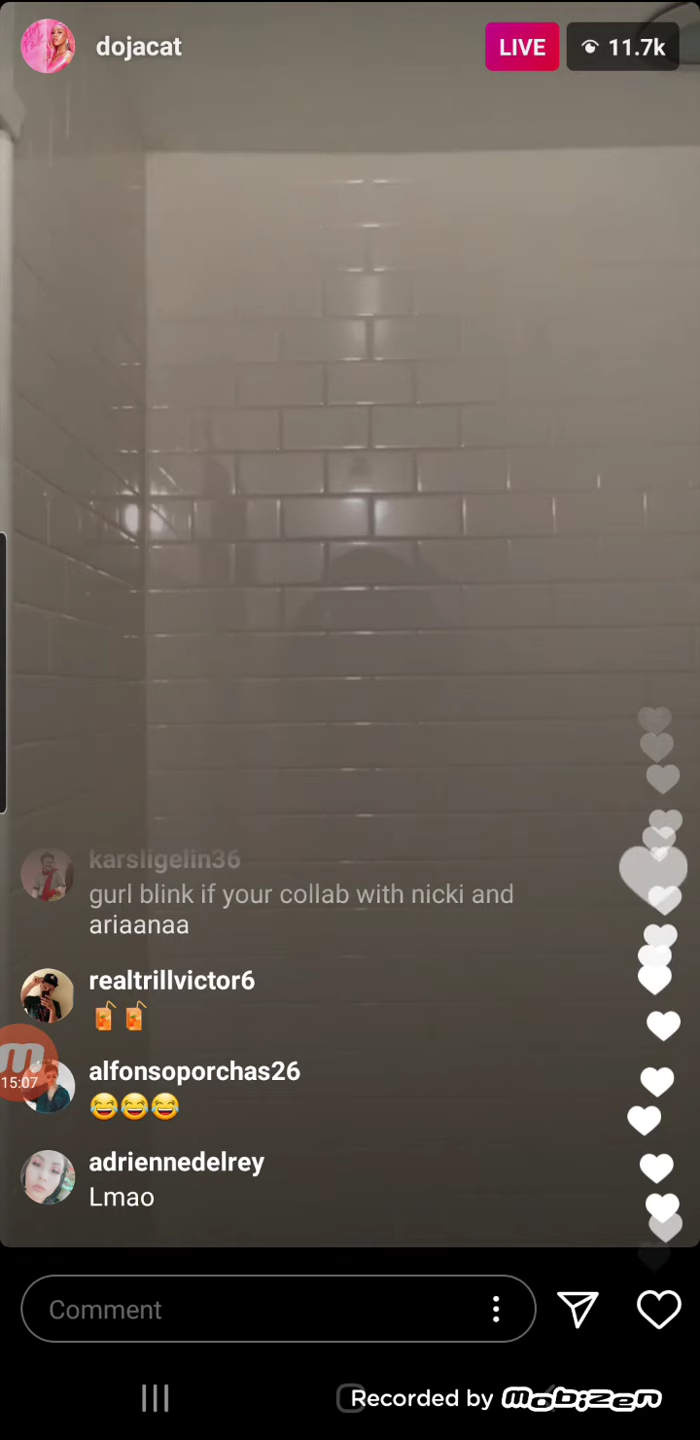 dojacat
LIVE
11.7k
karsligelin36
gurl blink if your collab with nicki and
ariaanaa
realtrillvictor6
🧃🧃
15:07
alfonsoporchas26
😂😂😂
adriennedelrey
Lmao
Comment
Recorded by mobizen